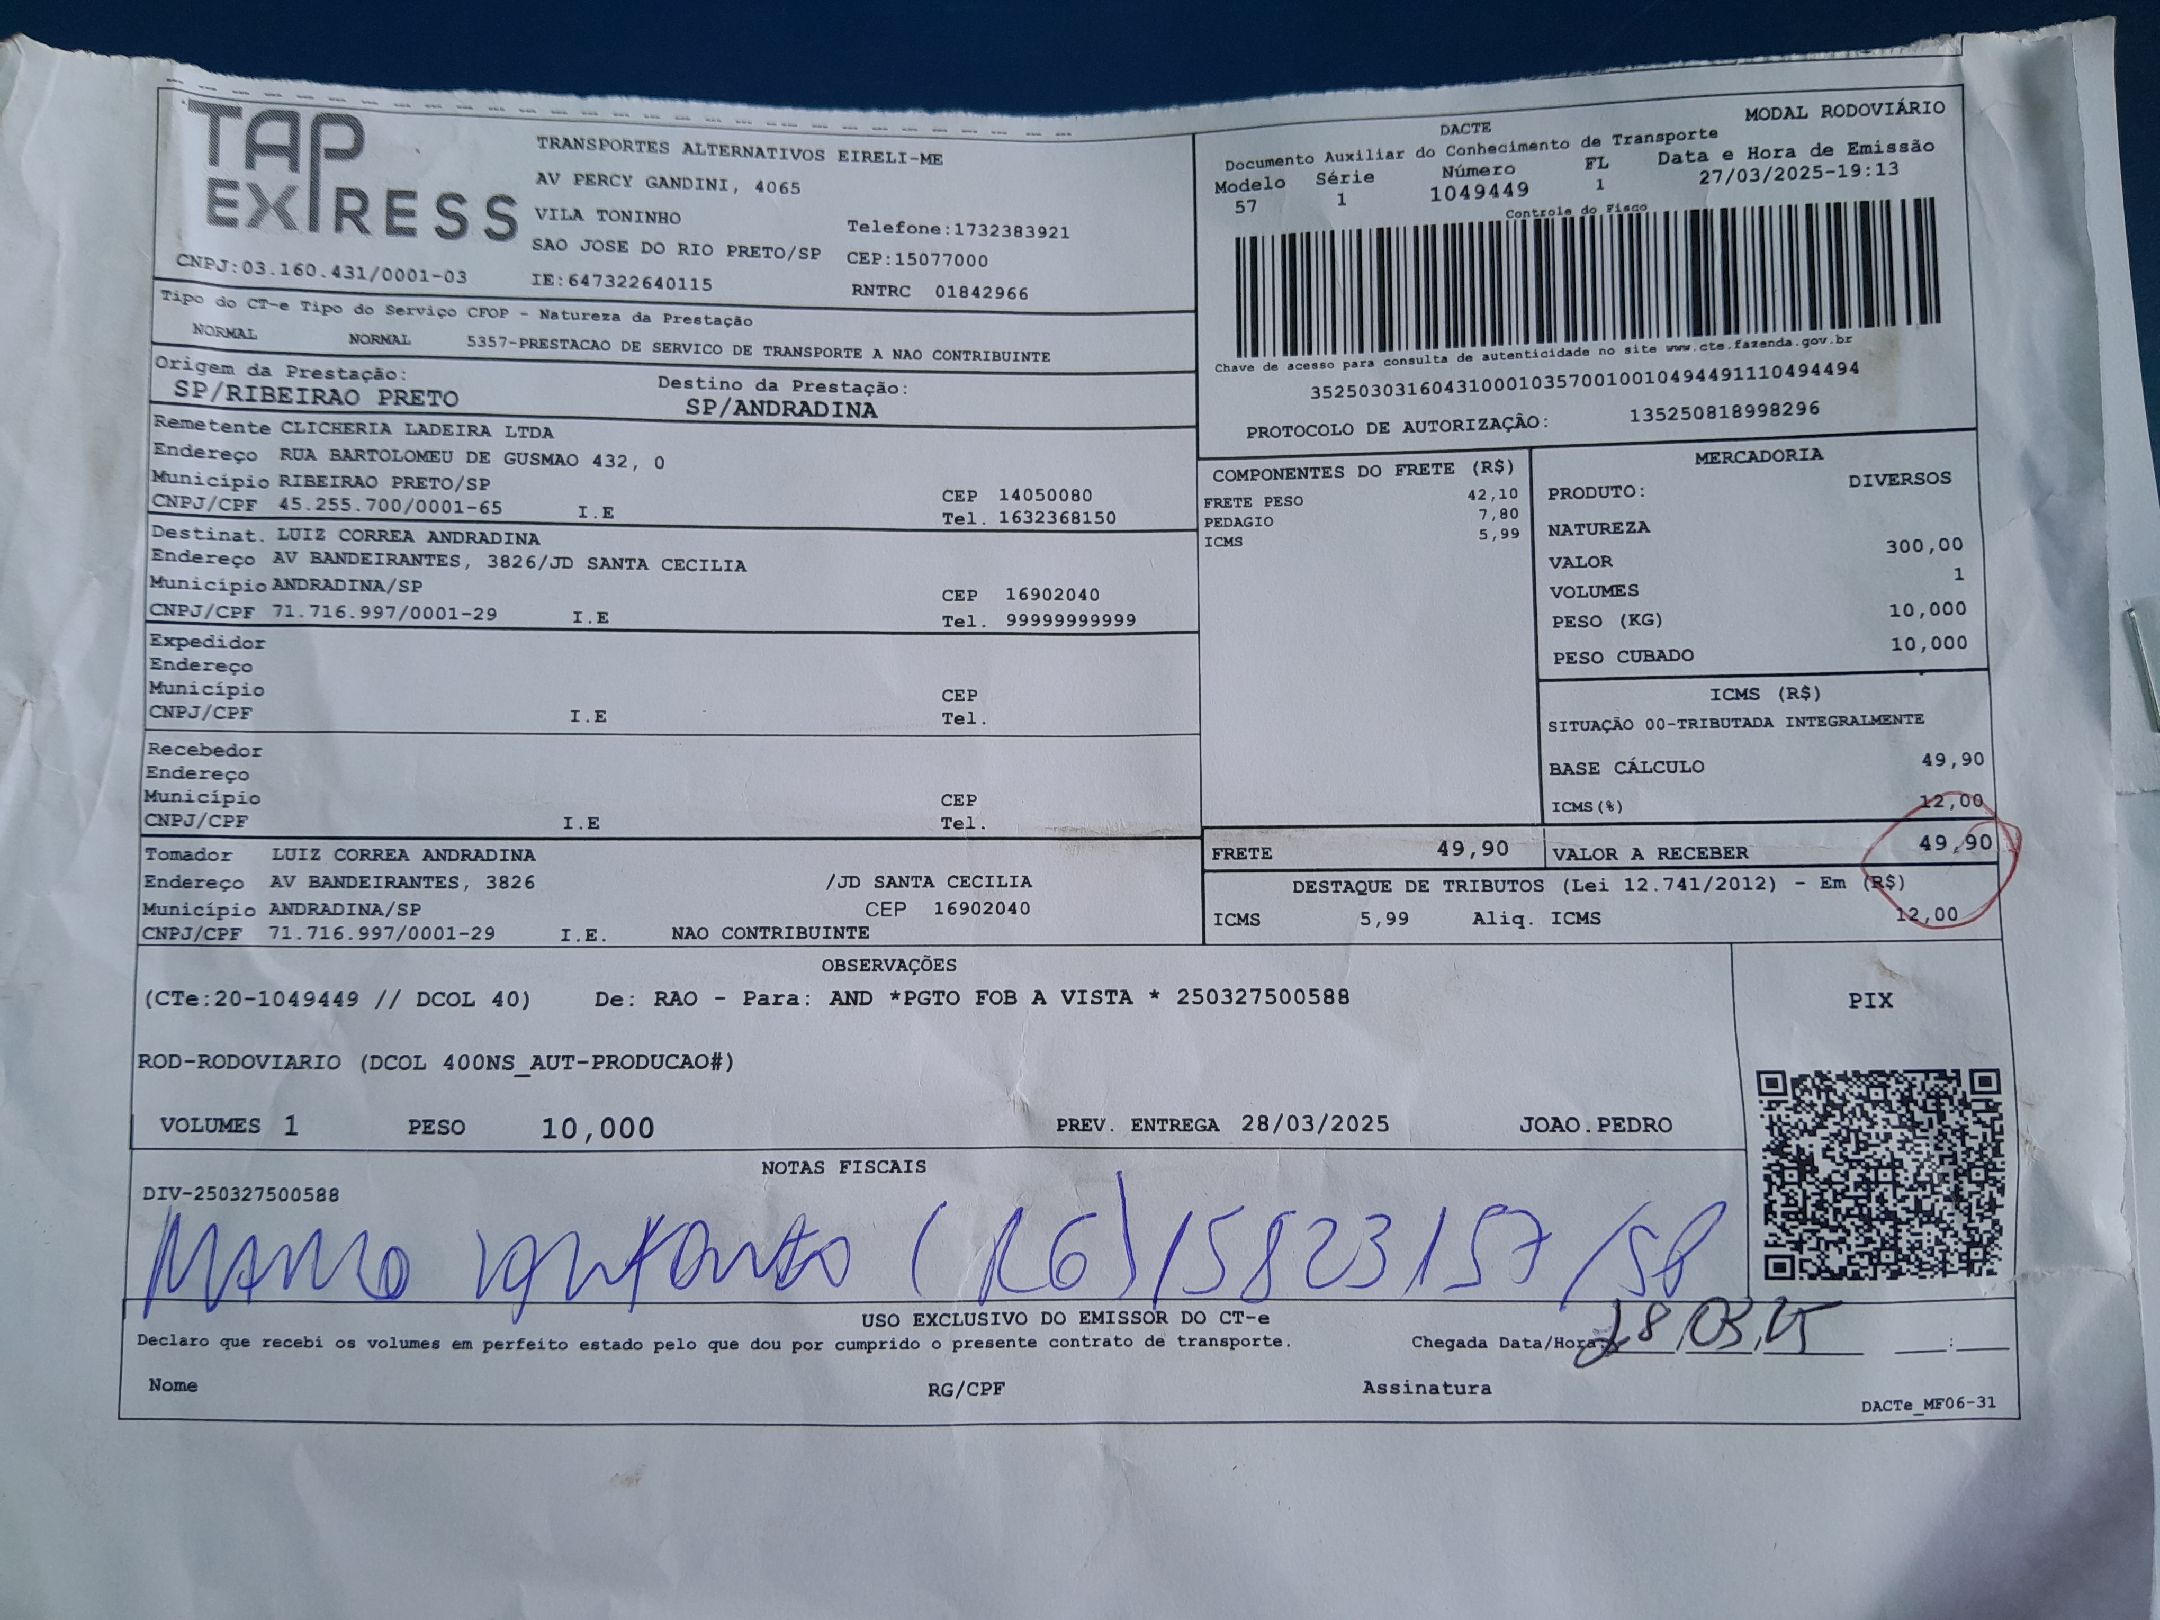 TAP EXPRESS
CNPJ:03.160.431/0001-03
TRANSPORTES ALTERNATIVOS EIRELI-ME
AV PERCY GANDINI, 4065
VILA TONINHO
Telefone:1732383921
SAO JOSE DO RIO PRETO/SP CEP:15077000
IE:647322640115 RNTRC 01842966
MODAL RODOVIÁRIO
DACTE
Documento Auxiliar do Conhecimento de Transporte
Modelo Série Número FL Data e Hora de Emissão
57 1 1049449 1 27/03/2025-19:13
Controle do Fisco
Chave de acesso para consulta de autenticidade no site www.cte.fazenda.gov.br
35250303160431000103570010010494491110494494
PROTOCOLO DE AUTORIZAÇÃO: 135250818998296
Tipo do CT-e Tipo do Serviço CFOP - Natureza da Prestação
NORMAL NORMAL 5357-PRESTACAO DE SERVICO DE TRANSPORTE A NAO CONTRIBUINTE
Origem da Prestação: Destino da Prestação:
SP/RIBEIRAO PRETO SP/ANDRADINA
Remetente CLICHERIA LADEIRA LTDA
Endereço RUA BARTOLOMEU DE GUSMAO 432, 0
Município RIBEIRAO PRETO/SP CEP 14050080
CNPJ/CPF 45.255.700/0001-65 I.E Tel. 1632368150
Destinat. LUIZ CORREA ANDRADINA
Endereço AV BANDEIRANTES, 3826/JD SANTA CECILIA
Município ANDRADINA/SP CEP 16902040
CNPJ/CPF 71.716.997/0001-29 I.E Tel. 99999999999
Expedidor
Endereço
Município CEP
CNPJ/CPF I.E Tel.
Recebedor
Endereço
Município CEP
CNPJ/CPF I.E Tel.
Tomador LUIZ CORREA ANDRADINA
Endereço AV BANDEIRANTES, 3826 /JD SANTA CECILIA
Município ANDRADINA/SP CEP 16902040
CNPJ/CPF 71.716.997/0001-29 I.E. NAO CONTRIBUINTE
COMPONENTES DO FRETE (R$)
FRETE PESO 42,10
PEDAGIO 7,80
ICMS 5,99
MERCADORIA
PRODUTO: DIVERSOS
NATUREZA
VALOR 300,00
VOLUMES 1
PESO (KG) 10,000
PESO CUBADO 10,000
ICMS (R$)
SITUAÇÃO 00-TRIBUTADA INTEGRALMENTE
BASE CÁLCULO 49,90
ICMS(%) 12,00
FRETE 49,90 VALOR A RECEBER 49,90
DESTAQUE DE TRIBUTOS (Lei 12.741/2012) - Em (R$)
ICMS 5,99 Aliq. ICMS 12,00
OBSERVAÇÕES
(CTe:20-1049449 // DCOL 40) De: RAO - Para: AND *PGTO FOB A VISTA * 250327500588
PIX
ROD-RODOVIARIO (DCOL 400NS_AUT-PRODUCAO#)
VOLUMES 1 PESO 10,000 PREV. ENTREGA 28/03/2025 JOAO.PEDRO
NOTAS FISCAIS
DIV-250327500588
(RG) 15823157/SP
USO EXCLUSIVO DO EMISSOR DO CT-e
Declaro que recebi os volumes em perfeito estado pelo que dou por cumprido o presente contrato de transporte. Chegada Data/Hora: 28/03/25 :
Nome RG/CPF Assinatura
DACTe_MF06-31